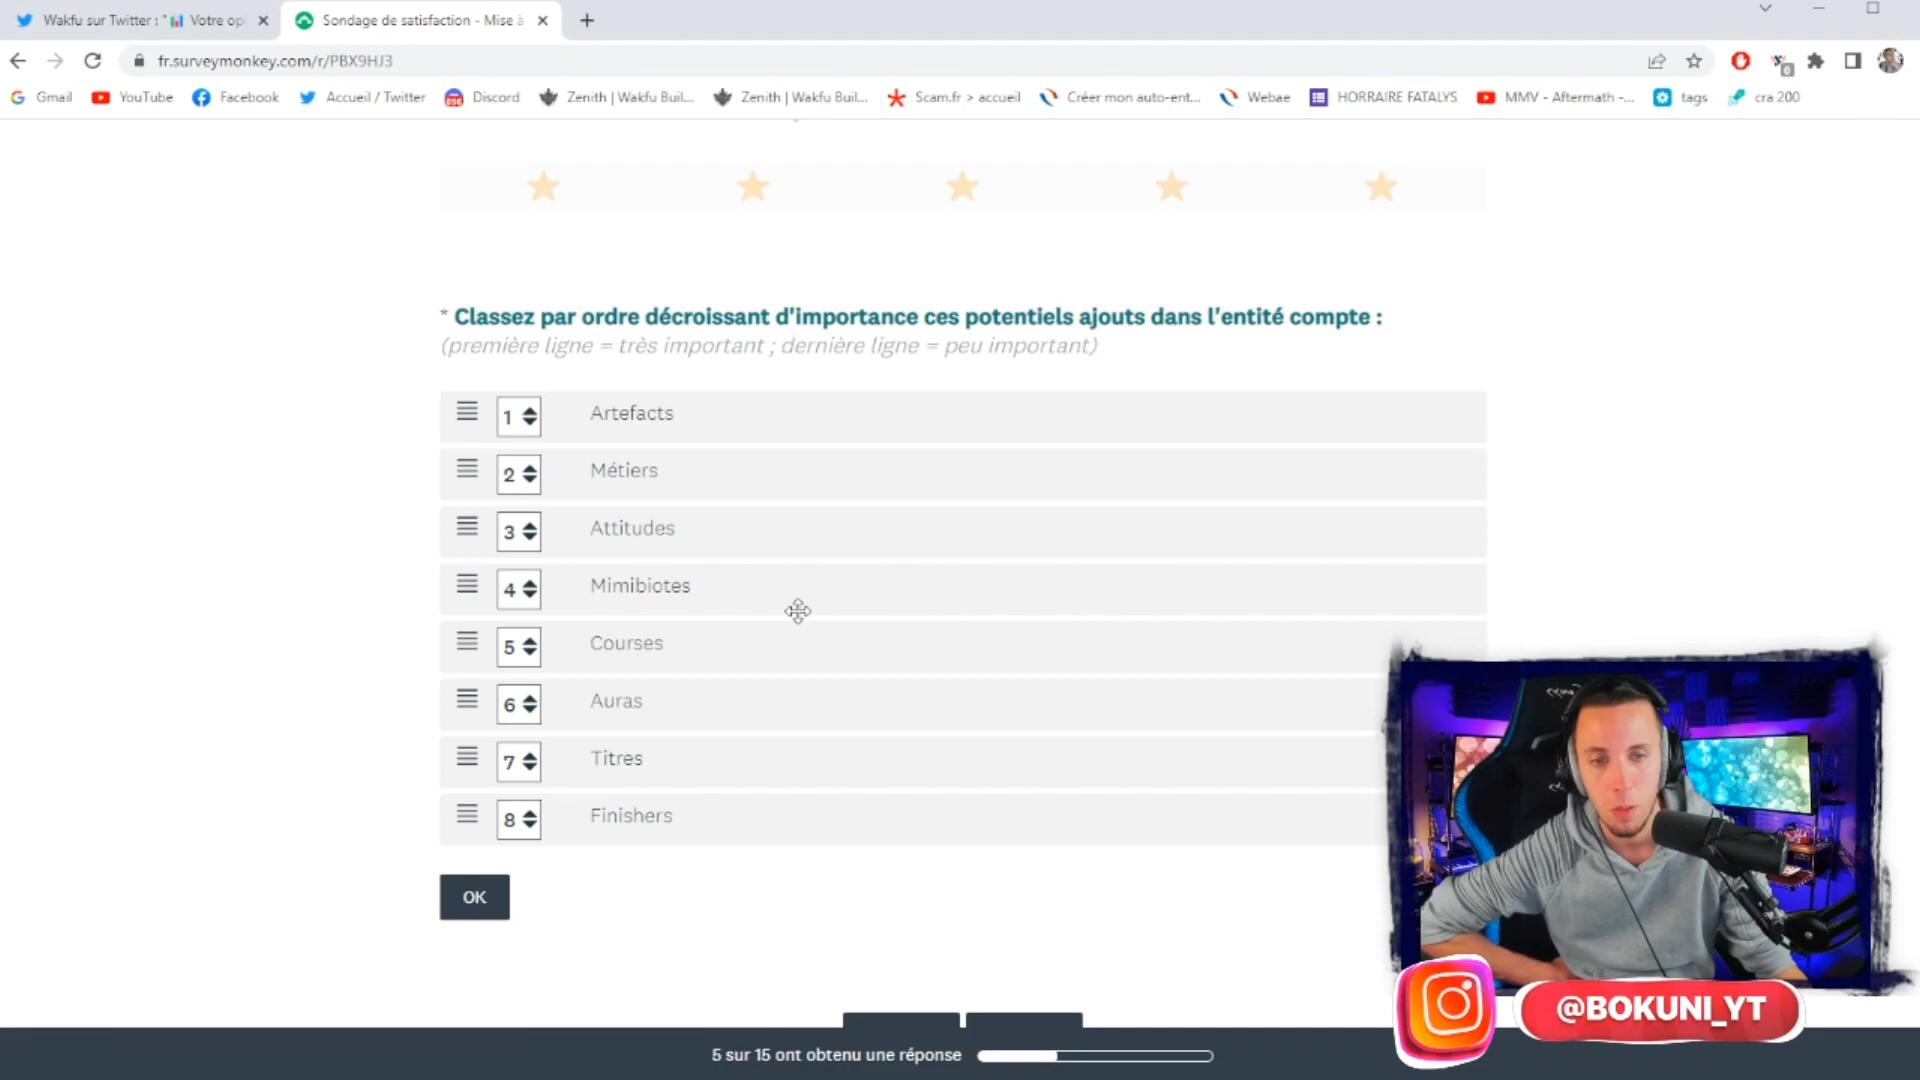 Wakfu sur Twitter : " Votre opi
Sondage de satisfaction - Mise à
fr.surveymonkey.com/r/PBX9HJ3
0
Gmail
YouTube
Facebook
Accueil / Twitter
Discord
Zenith | Wakfu Buil...
Zenith | Wakfu Buil...
Scam.fr > accueil
Créer mon auto-ent...
Webae
HORRAIRE FATALYS
MMV - Aftermath -...
tags
cra 200
* Classez par ordre décroissant d'importance ces potentiels ajouts dans l'entité compte :
(première ligne = très important ; dernière ligne = peu important)
1 Artefacts
2 Métiers
3 Attitudes
4 Mimibiotes
5 Courses
6 Auras
7 Titres
8 Finishers
OK
@BOKUNI_YT
5 sur 15 ont obtenu une réponse